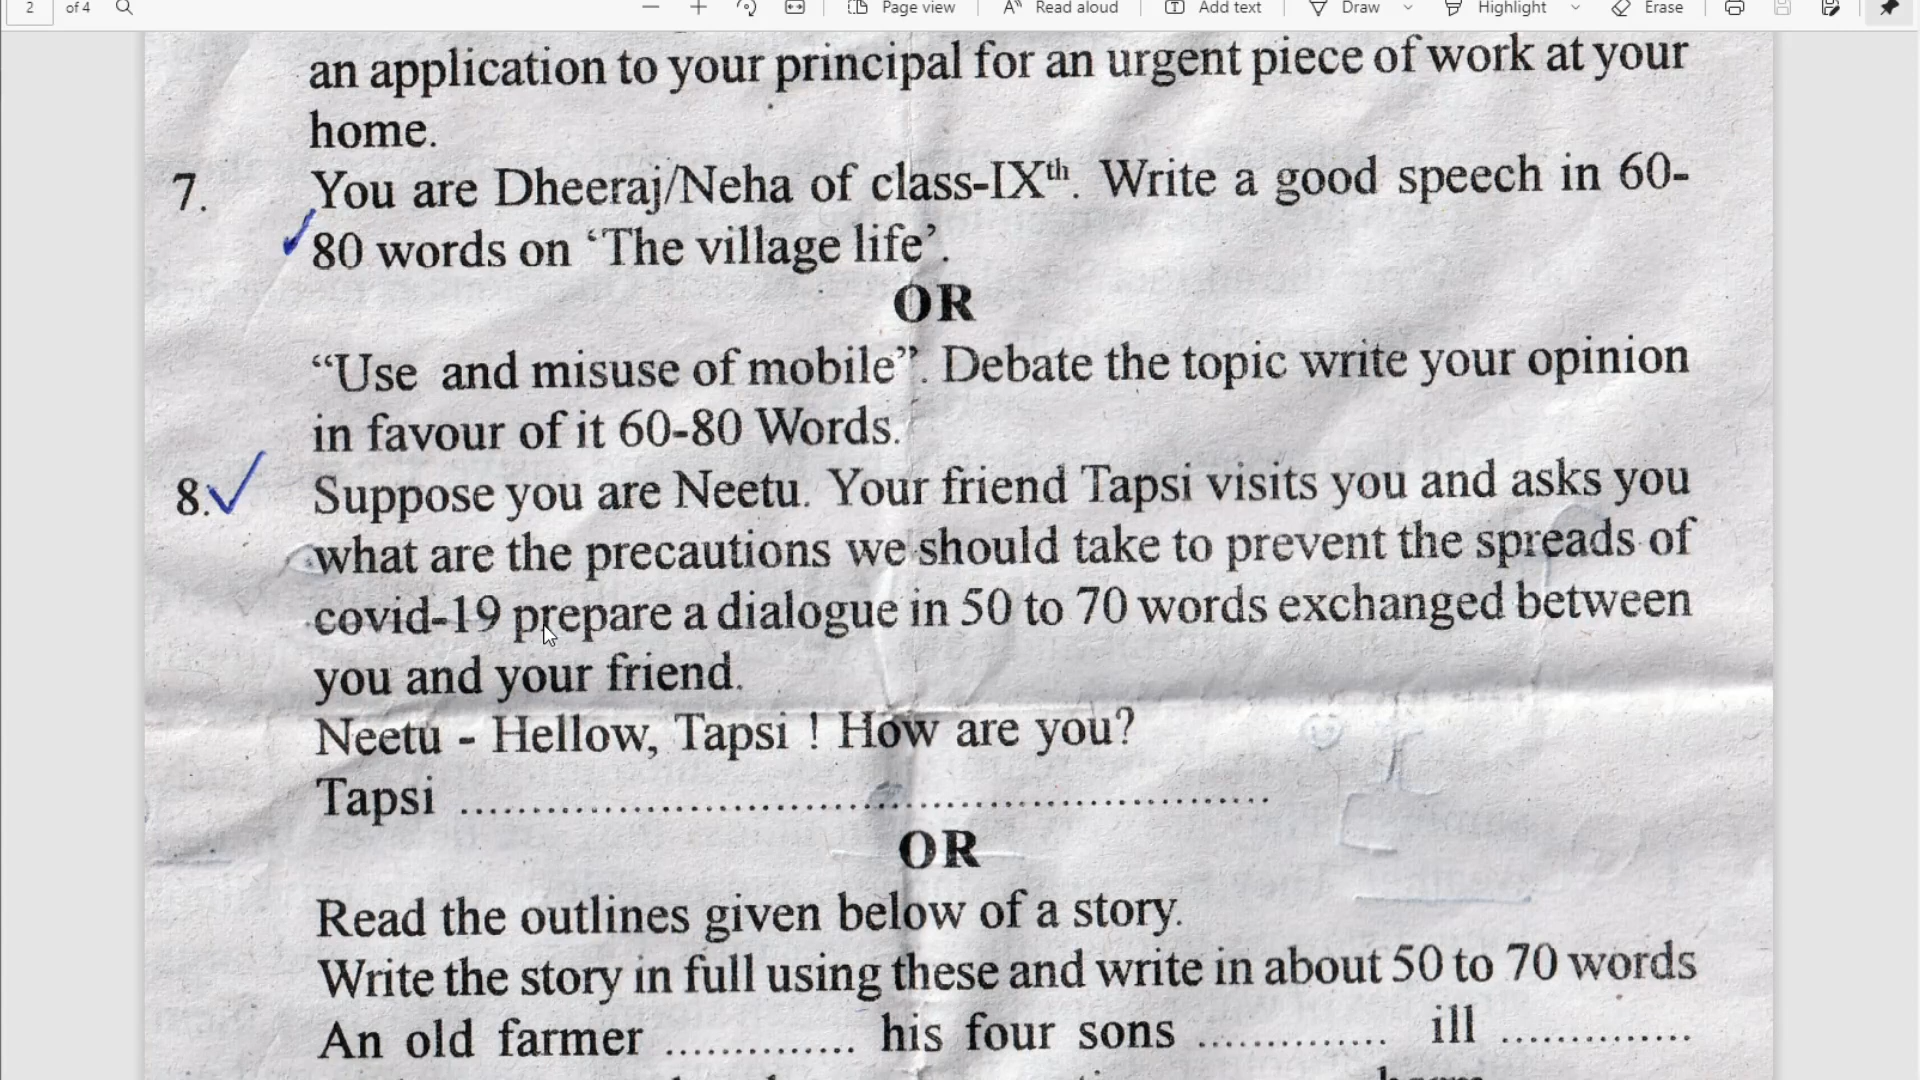 2 of 4 Page view Read aloud Add text Draw Highlight Erase
an application to your principal for an urgent piece of work at your
home.
7. You are Dheeraj/Neha of class-IXth. Write a good speech in 60-
80 words on ‘The village life’.
OR
“Use and misuse of mobile”. Debate the topic write your opinion
in favour of it 60-80 Words.
8. Suppose you are Neetu. Your friend Tapsi visits you and asks you
what are the precautions we should take to prevent the spreads of
covid-19 prepare a dialogue in 50 to 70 words exchanged between
you and your friend.
Neetu - Hellow, Tapsi ! How are you?
Tapsi ..........................................................
OR
Read the outlines given below of a story.
Write the story in full using these and write in about 50 to 70 words
An old farmer .............. his four sons .............. ill ..............